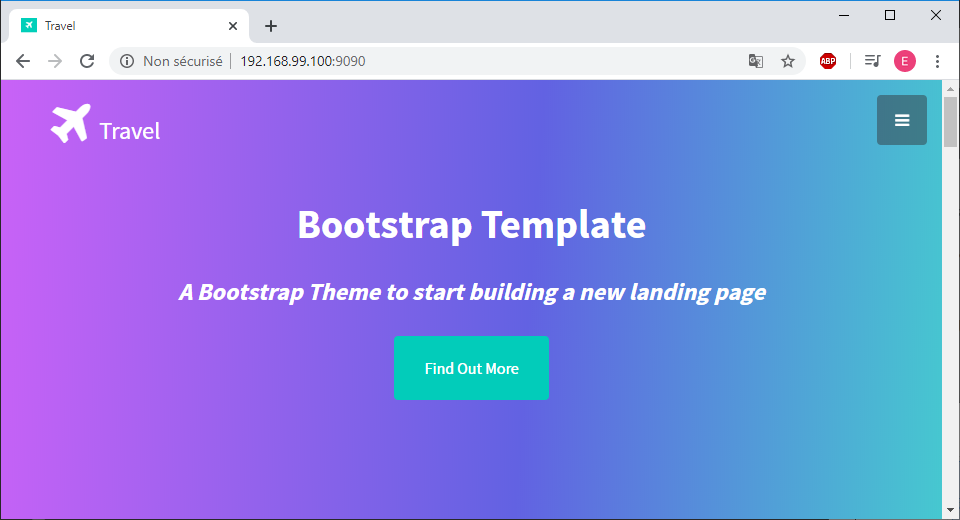 Travel
Non sécurisé
192.168.99.100:9090
ABP
E
Travel
Bootstrap Template
A Bootstrap Theme to start building a new landing page
Find Out More